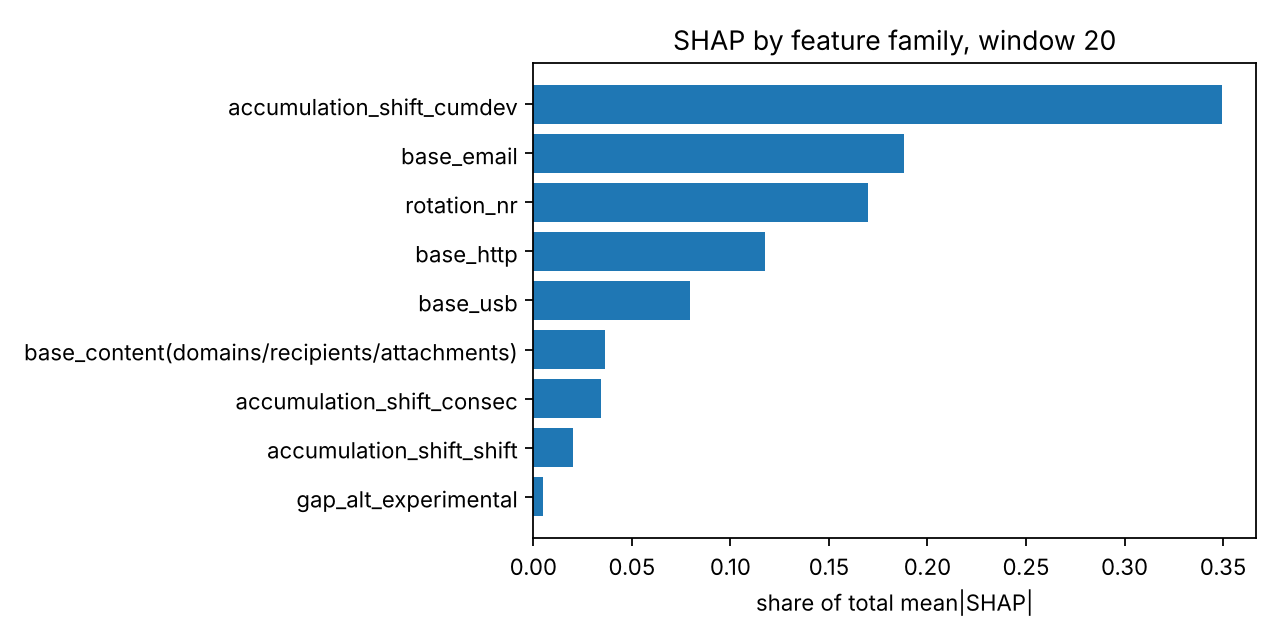 SHAP by feature family, window 20
accumulation_shift_cumdev
base_email
rotation_nr
base_http
base_usb
base_content(domains/recipients/attachments)
accumulation_shift_consec
accumulation_shift_shift
gap_alt_experimental
0.00 0.05 0.10 0.15 0.20 0.25 0.30 0.35
share of total mean|SHAP|